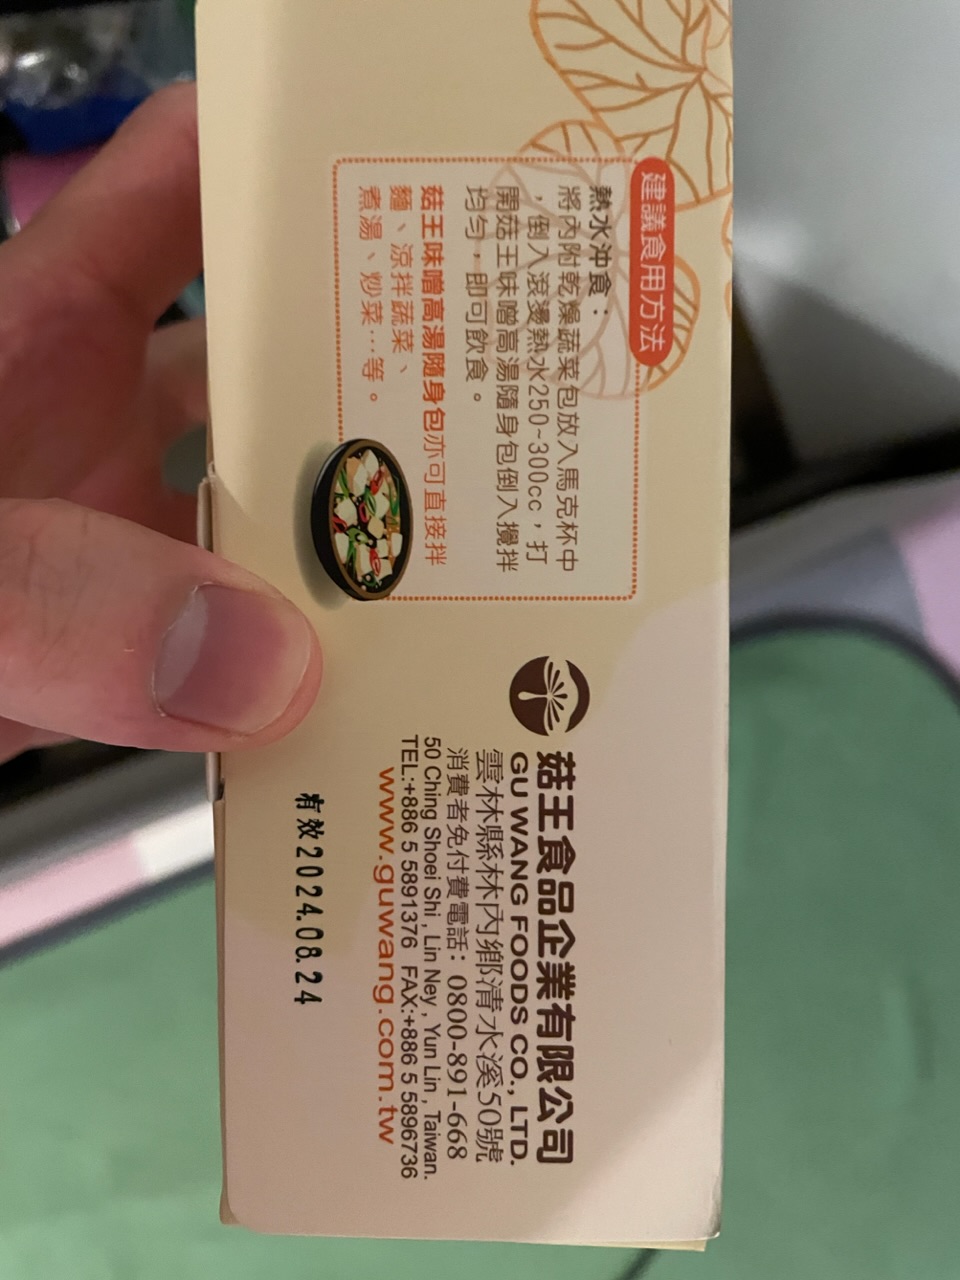 建議食用方法
熱水沖食：
將內附乾燥蔬菜包放入馬克杯中
，倒入滾燙熱水250~300cc，打
開菇王味噌高湯隨身包倒入攪拌
均勻，即可飲食。
菇王味噌高湯隨身包亦可直接拌
麵、涼拌蔬菜、
煮湯、炒菜…等。
菇王食品企業有限公司
GU WANG FOODS CO., LTD.
雲林縣林內鄉清水溪50號
消費者免付費電話：0800-891-668
50 Ching Shoei Shi , Lin Ney , Yun Lin , Taiwan.
TEL:+886 5 5891376 FAX:+886 5 5896736
www.guwang.com.tw
有效2024.08.24